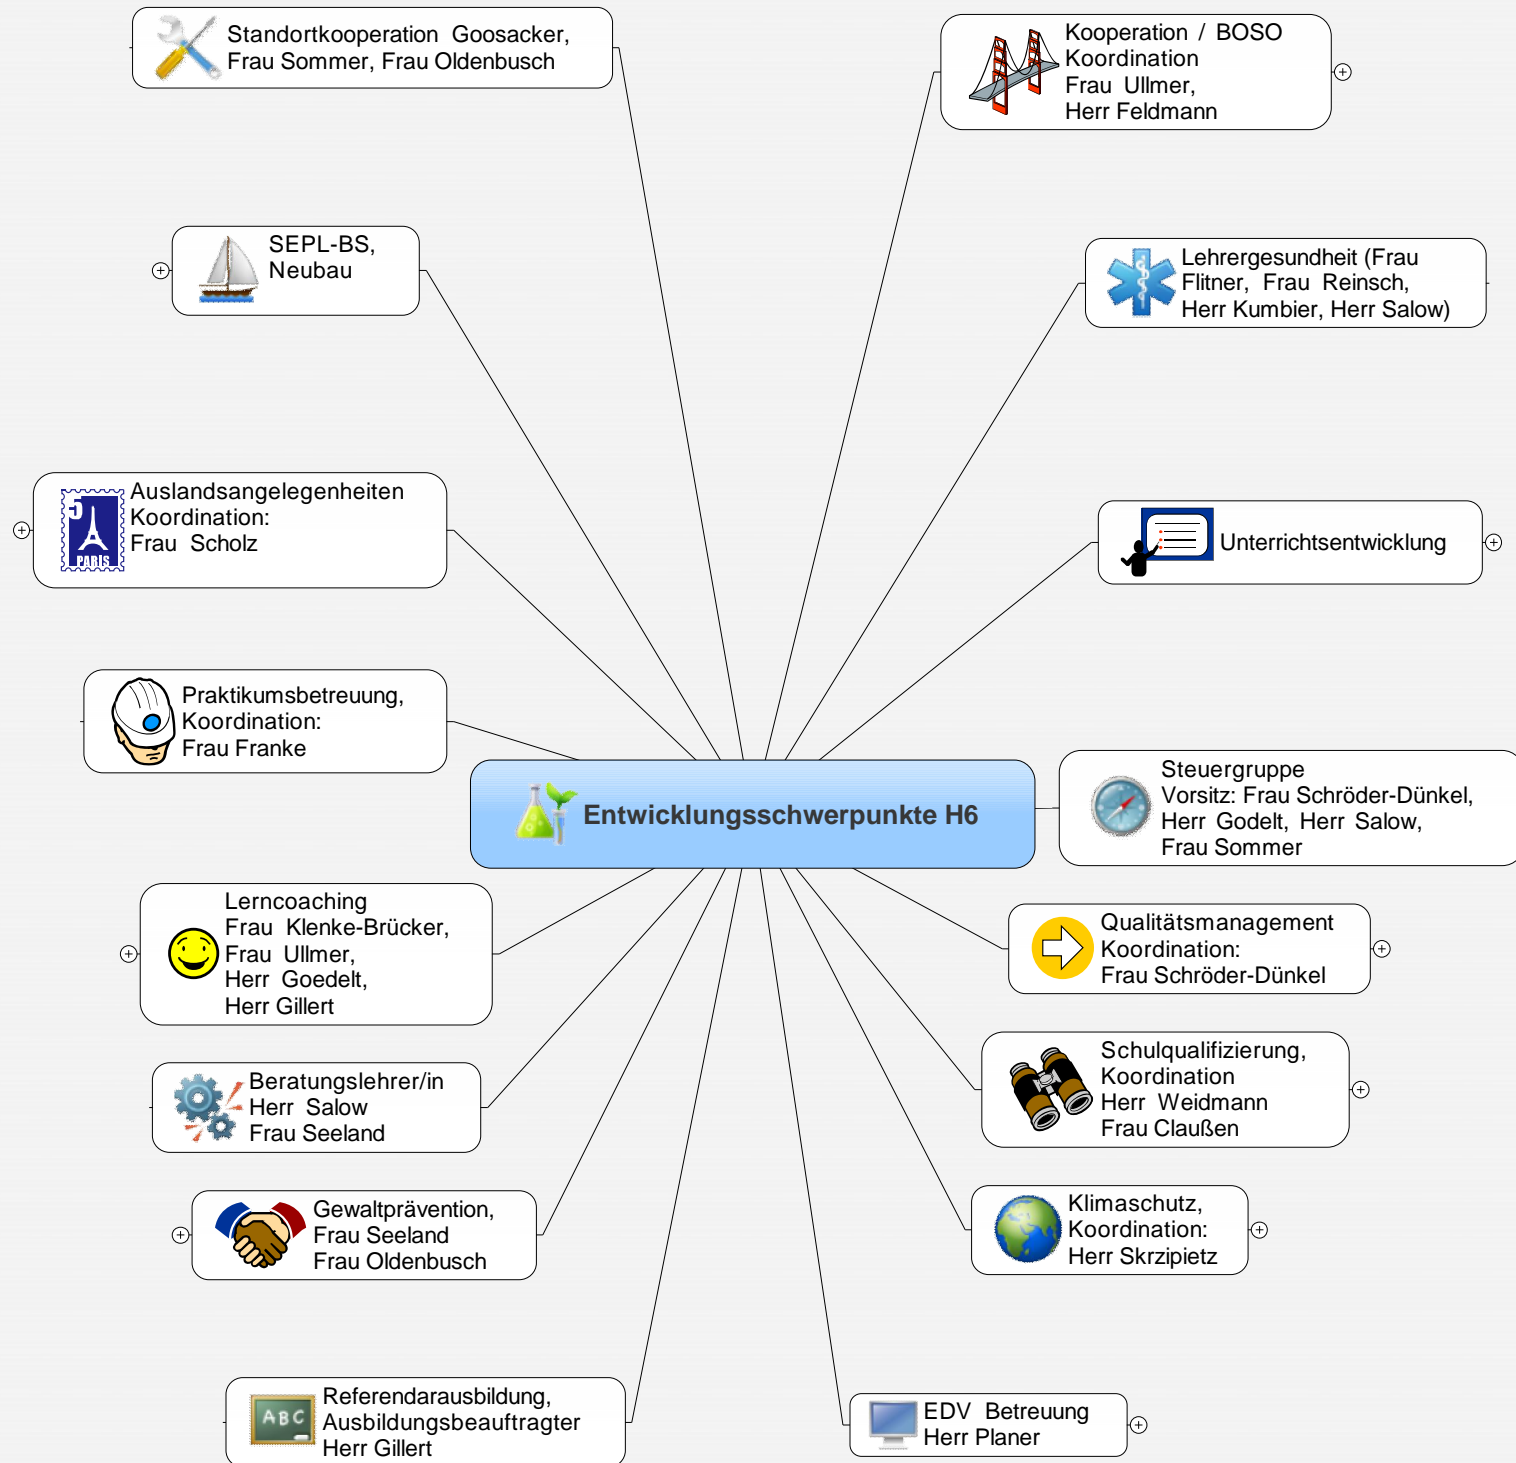 Standortkooperation Goosacker,
Frau Sommer, Frau Oldenbusch
Kooperation / BOSO
Koordination
Frau Ullmer,
Herr Feldmann
SEPL-BS,
Neubau
Lehrergesundheit (Frau
Flitner, Frau Reinsch,
Herr Kumbier, Herr Salow)
5
PARIS
Auslandsangelegenheiten
Koordination:
Frau Scholz
Unterrichtsentwicklung
Praktikumsbetreuung,
Koordination:
Frau Franke
Entwicklungsschwerpunkte H6
Steuergruppe
Vorsitz: Frau Schröder-Dünkel,
Herr Godelt, Herr Salow,
Frau Sommer
Lerncoaching
Frau Klenke-Brücker,
Frau Ullmer,
Herr Goedelt,
Herr Gillert
Qualitätsmanagement
Koordination:
Frau Schröder-Dünkel
Beratungslehrer/in
Herr Salow
Frau Seeland
Schulqualifizierung,
Koordination
Herr Weidmann
Frau Claußen
Gewaltprävention,
Frau Seeland
Frau Oldenbusch
Klimaschutz,
Koordination:
Herr Skrzipietz
ABC
Referendarausbildung,
Ausbildungsbeauftragter
Herr Gillert
EDV Betreuung
Herr Planer